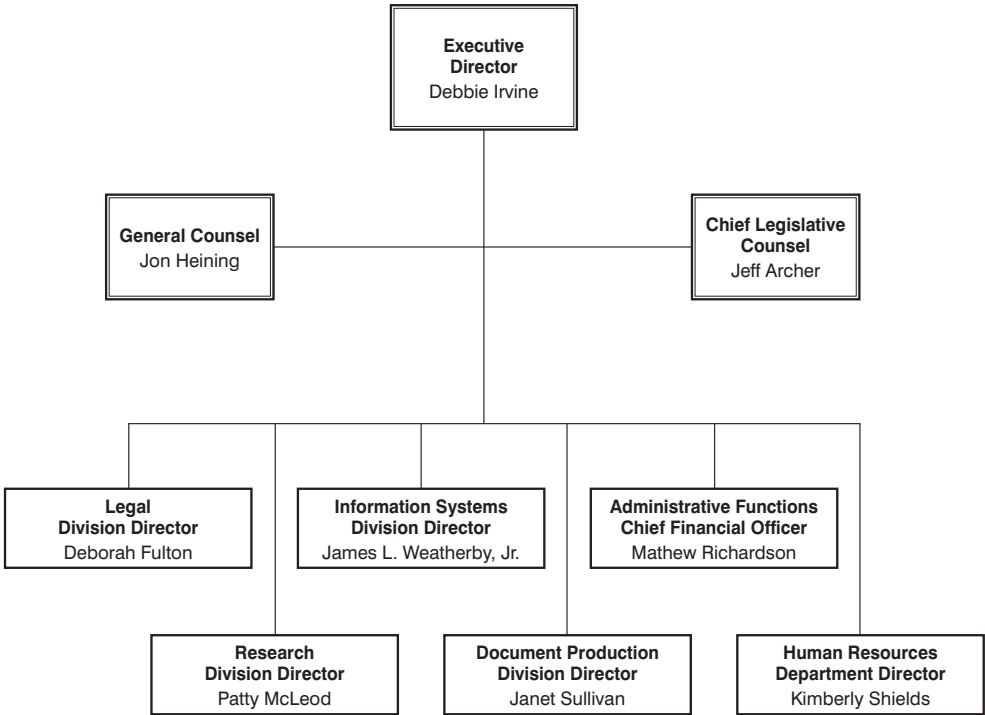 Executive
Director
Debbie Irvine
General Counsel
Jon Heining
Chief Legislative
Counsel
Jeff Archer
Legal
Division Director
Deborah Fulton
Information Systems
Division Director
James L. Weatherby, Jr.
Administrative Functions
Chief Financial Officer
Mathew Richardson
Research
Division Director
Patty McLeod
Document Production
Division Director
Janet Sullivan
Human Resources
Department Director
Kimberly Shields